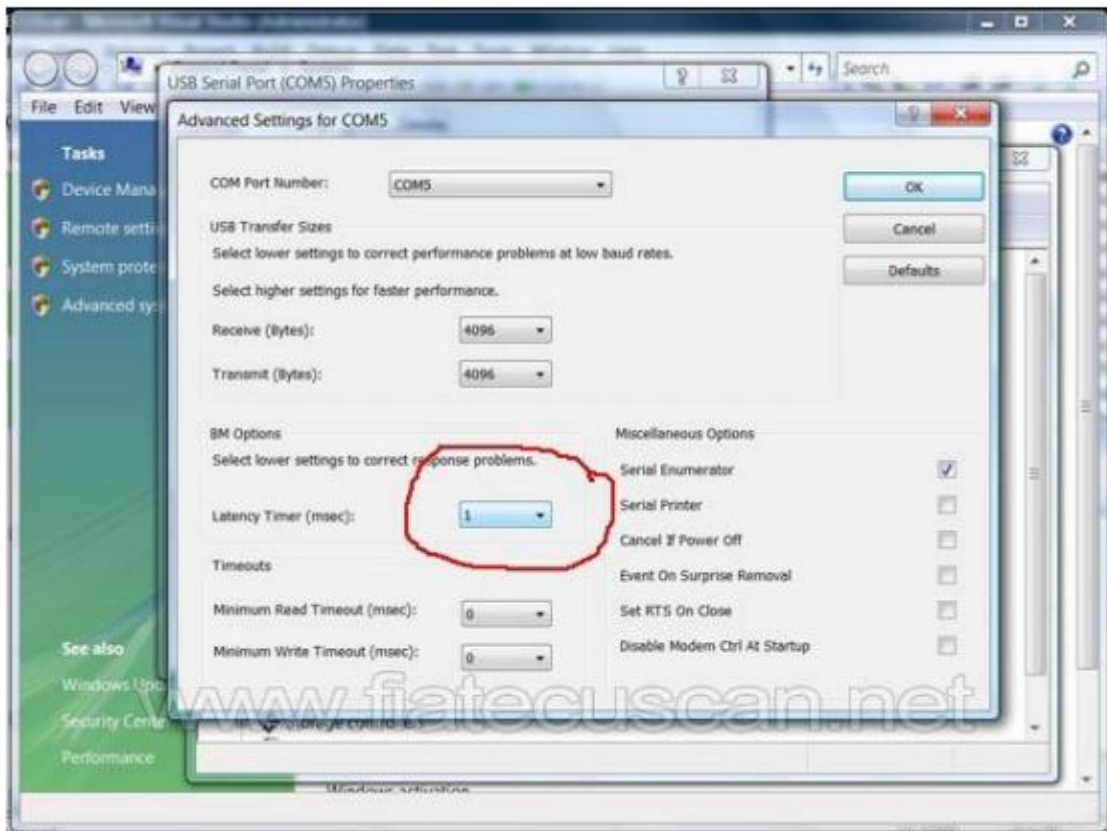 Search
USB Serial Port (COM5) Properties
File Edit View
Advanced Settings for COM5
Tasks
Device Mana
Remote setti
System prote
Advanced sy
COM Port Number: COM5
OK
Cancel
Defaults
USB Transfer Sizes
Select lower settings to correct performance problems at low baud rates.
Select higher settings for faster performance.
Receive (Bytes): 4096
Transmit (Bytes): 4096
BM Options
Select lower settings to correct response problems.
Latency Timer (msec): 1
Timeouts
Minimum Read Timeout (msec): 0
Minimum Write Timeout (msec): 0
Miscellaneous Options
Serial Enumerator
Serial Printer
Cancel If Power Off
Event On Surprise Removal
Set RTS On Close
Disable Modem Ctrl At Startup
See also
Windows Upd
Security Cente
Performance
www.fiatecuscan.net
Windows activation